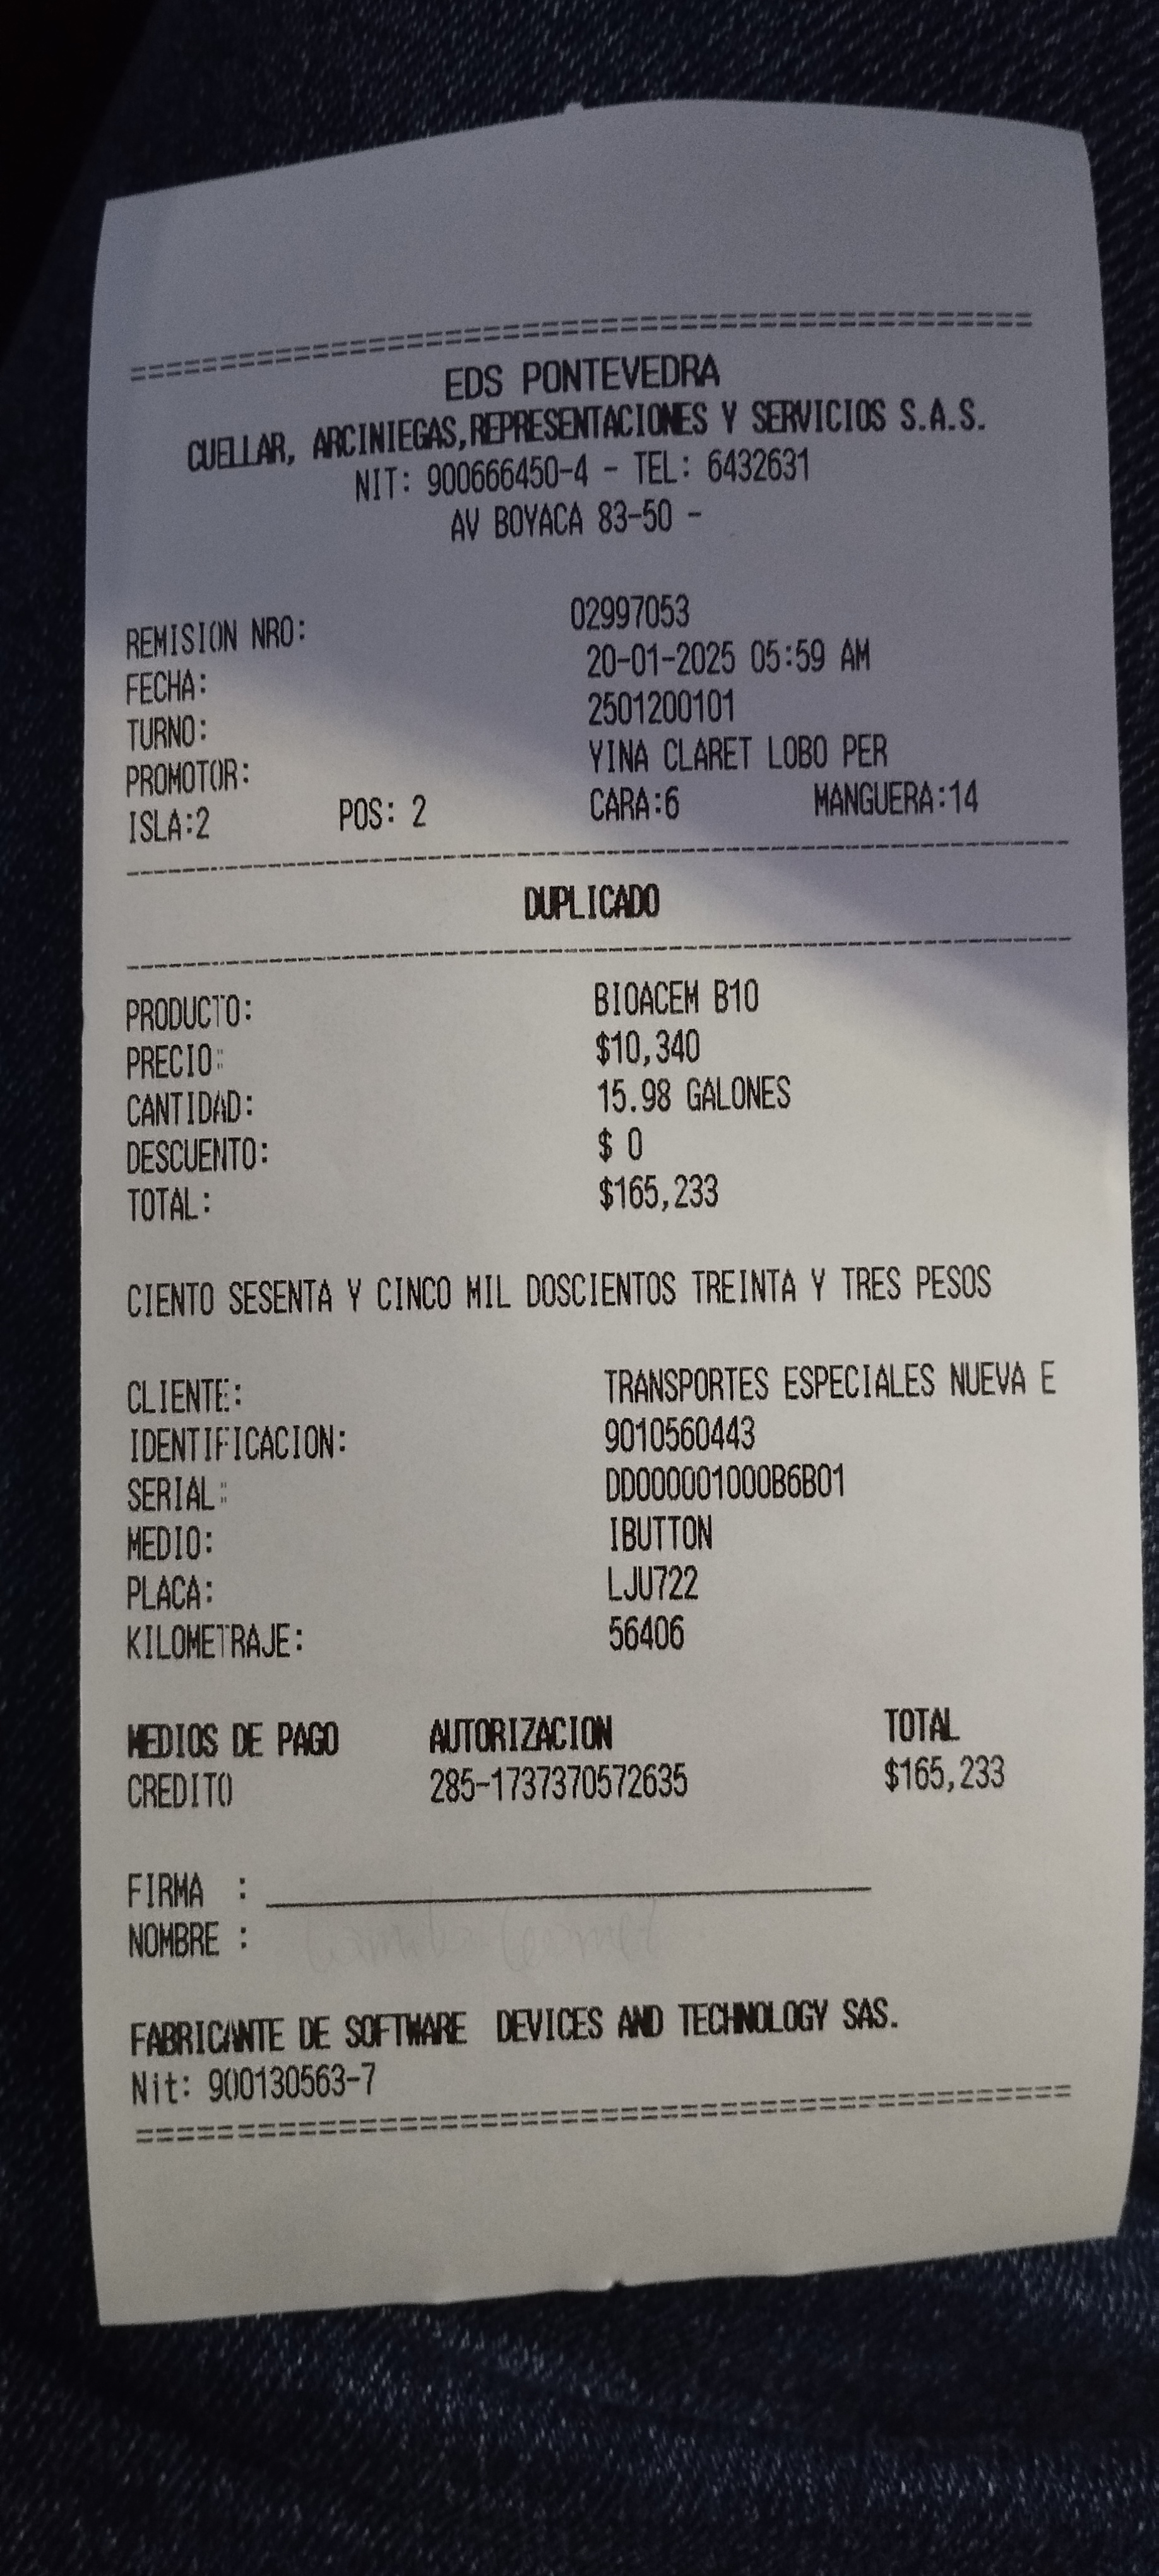 ========================================
EDS PONTEVEDRA
CUELLAR, ARCINIEGAS,REPRESENTACIONES Y SERVICIOS S.A.S.
NIT: 900666450-4 - TEL: 6432631
AV BOYACA 83-50 -
REMISION NRO: 02997053
FECHA: 20-01-2025 05:59 AM
TURNO: 2501200101
PROMOTOR: YINA CLARET LOBO PER
ISLA:2 POS: 2 CARA:6 MANGUERA:14
DUPLICADO
PRODUCTO: BIOACEM B10
PRECIO: $10,340
CANTIDAD: 15.98 GALONES
DESCUENTO: $ 0
TOTAL: $165,233
CIENTO SESENTA Y CINCO MIL DOSCIENTOS TREINTA Y TRES PESOS
CLIENTE: TRANSPORTES ESPECIALES NUEVA E
IDENTIFICACION: 9010560443
SERIAL: DD000001000B6B01
MEDIO: IBUTTON
PLACA: LJU722
KILOMETRAJE: 56406
MEDIOS DE PAGO AUTORIZACION TOTAL
CREDITO 285-1737370572635 $165,233
FIRMA :
NOMBRE :
FABRICANTE DE SOFTWARE DEVICES AND TECHNOLOGY SAS.
Nit: 900130563-7
========================================